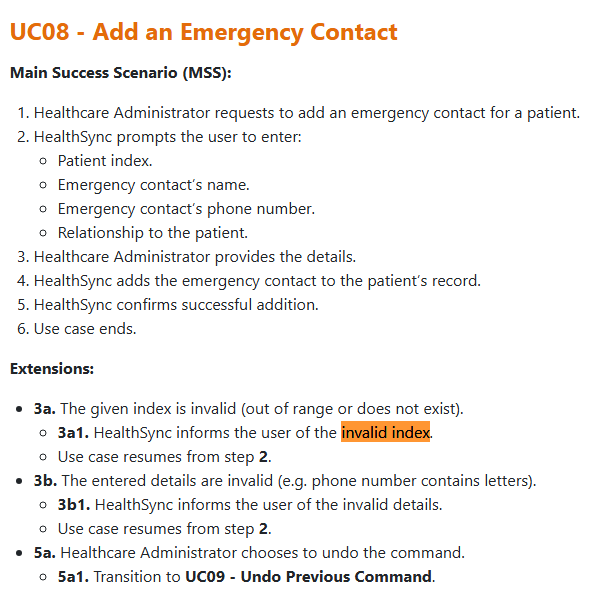 UC08 - Add an Emergency Contact
Main Success Scenario (MSS):
1. Healthcare Administrator requests to add an emergency contact for a patient.
2. HealthSync prompts the user to enter:
○ Patient index.
○ Emergency contact’s name.
○ Emergency contact’s phone number.
○ Relationship to the patient.
3. Healthcare Administrator provides the details.
4. HealthSync adds the emergency contact to the patient’s record.
5. HealthSync confirms successful addition.
6. Use case ends.
Extensions:
• 3a. The given index is invalid (out of range or does not exist).
○ 3a1. HealthSync informs the user of the invalid index.
○ Use case resumes from step 2.
• 3b. The entered details are invalid (e.g. phone number contains letters).
○ 3b1. HealthSync informs the user of the invalid details.
○ Use case resumes from step 2.
• 5a. Healthcare Administrator chooses to undo the command.
○ 5a1. Transition to UC09 - Undo Previous Command.